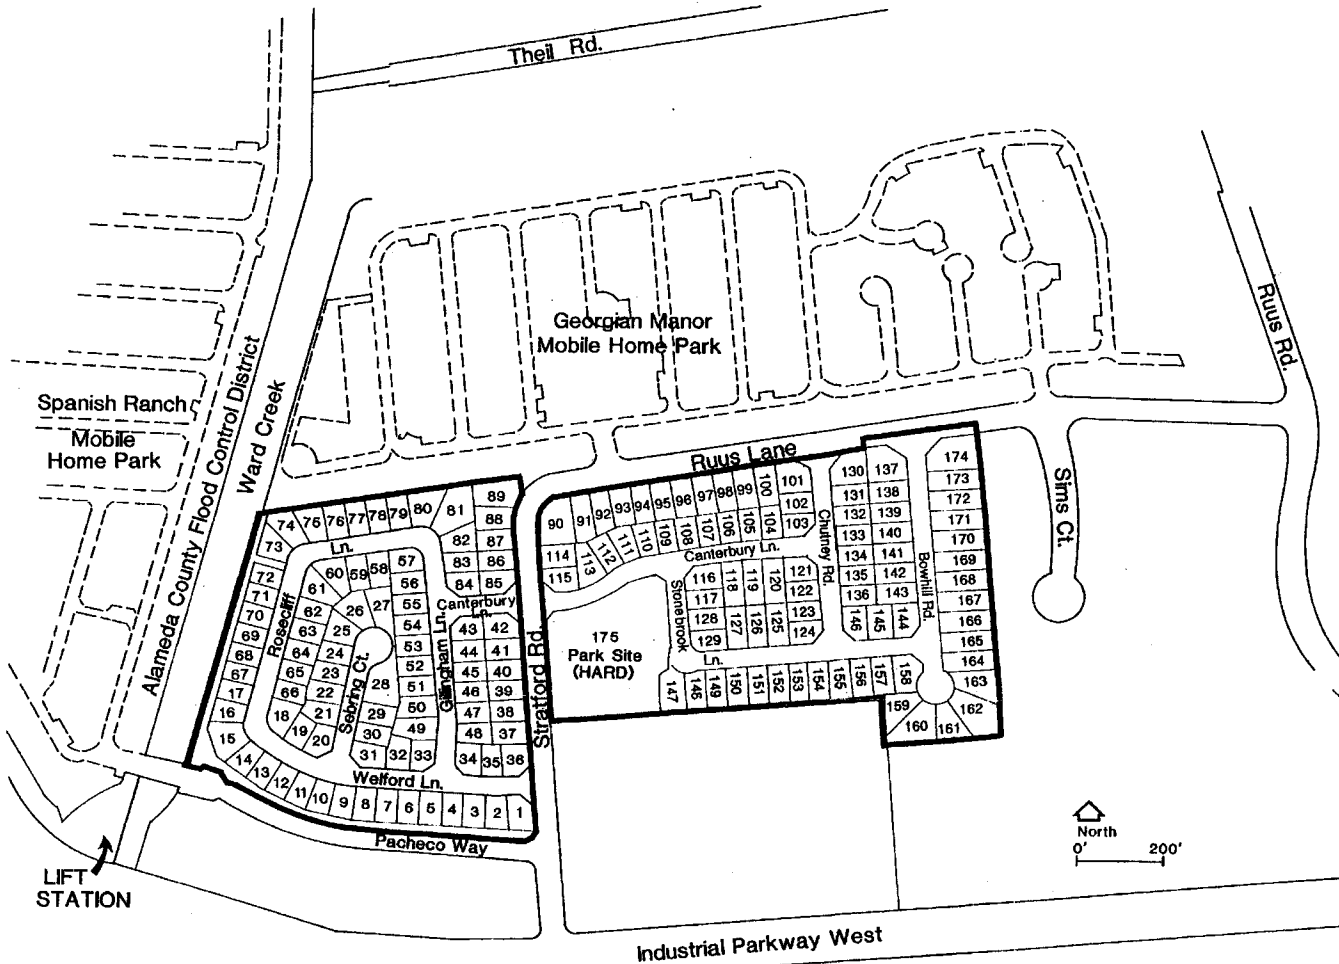 Theil Rd.
Georgian Manor
Mobile Home Park
Ruus Rd.
Spanish Ranch
Mobile
Home Park
Alameda County Flood Control District
Ward Creek
Ruus Lane
Sims Ct.
74 75 76 77 78 79 80 81 89
73 88
Ln. 82 87
72 60 59 58 57 83 86
71 61 56 84 85
70 62 26 27 55 Canterbury
Ln.
69 63 25 54 43 42
68 64 24 53 44 41
67 65 23 52 45 40
17 66 22 28 51 46 39
16 18 21 29 50 47 38
15 19 20 30 49 48 37
31 32 33 34 35 36
Rosecliff
Sebring Ct.
Gillingham Ln.
Stratford Rd.
Welford Ln.
14 13 12 11 10 9 8 7 6 5 4 3 2 1
Pacheco Way
90 91 92 93 94 95 96 97 98 99 100 101
102
114 113 112 111 110 109 108 107 106 105 104 103
115
Canterbury Ln.
Chutney Rd.
Bowhill Rd.
Stonebrook
Ln.
116 118 119 120 121
117 122
128 127 126 125 123
129 124
130 137
131 138
132 139
133 140
134 141
135 142
136 143
146 145 144
174
173
172
171
170
169
168
167
166
165
164
163
162
161
160
159
175
Park Site
(HARD)
147 148 149 150 151 152 153 154 155 156 157 158
LIFT
STATION
North
0' 200'
Industrial Parkway West